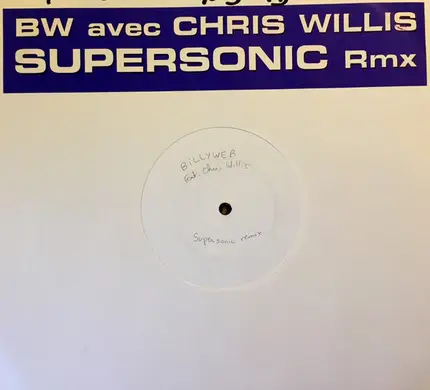 BW avec CHRIS WILLIS
SUPERSONIC Rmx
BILLYWEB
feat. Chris Willis
Supersonic remix